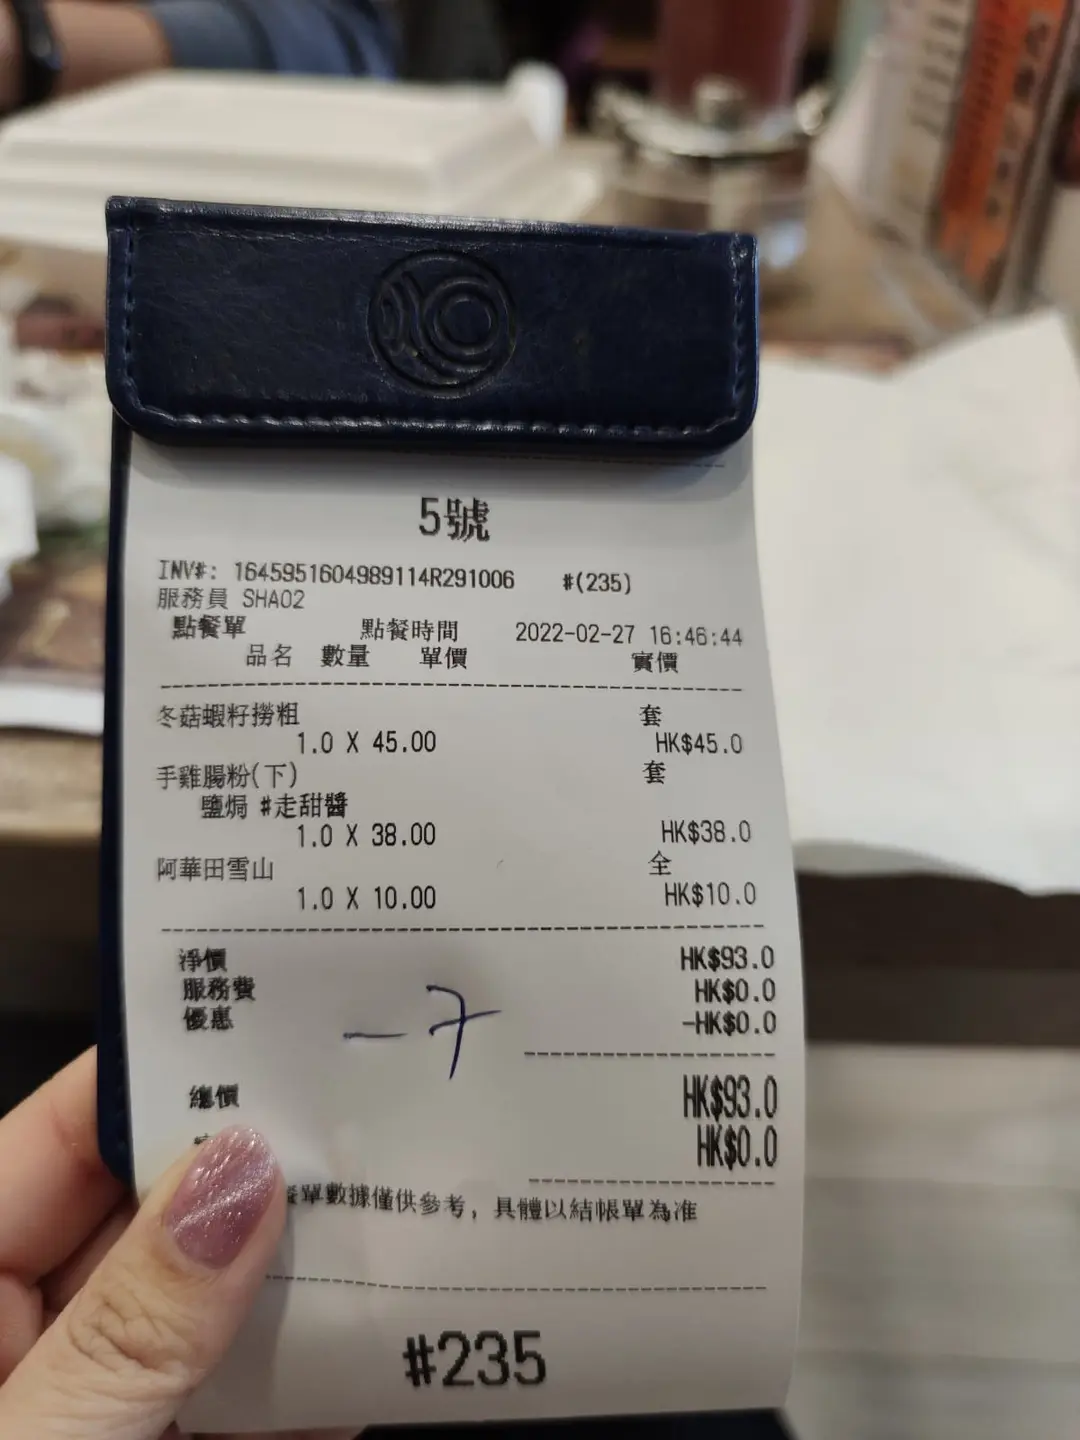 5號
INV#: 1645951604989114R291006 #(235)
服務員 SHA02
點餐單 點餐時間 2022-02-27 16:46:44
品名 數量 單價 實價
冬菇蝦籽撈粗 套
1.0 X 45.00 HK$45.0
手雞腸粉(下) 套
鹽焗 #走甜醬
1.0 X 38.00 HK$38.0
阿華田雪山 全
1.0 X 10.00 HK$10.0
淨價 HK$93.0
服務費 HK$0.0
優惠 -HK$0.0
-7
總價 HK$93.0
HK$0.0
單數據僅供參考，具體以結帳單為准
#235